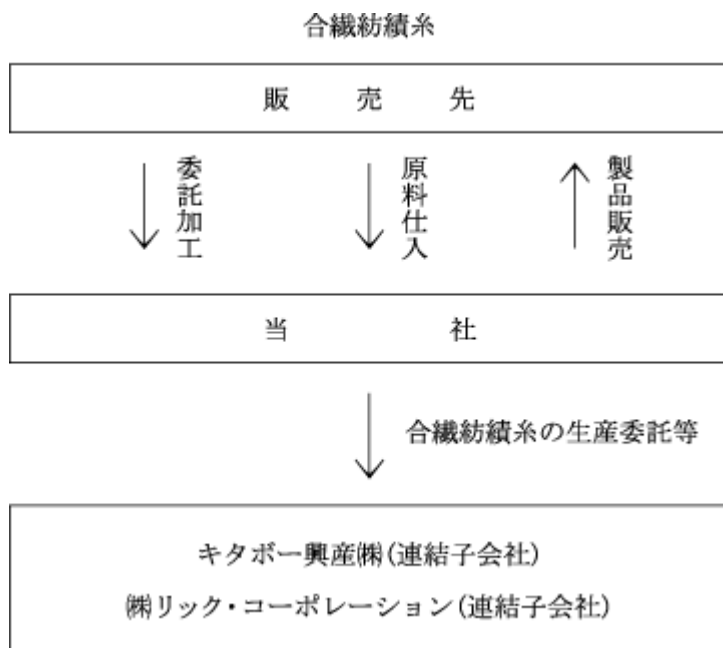 合繊紡績糸
販売先
委託加工
原料仕入
製品販売
当社
合繊紡績糸の生産委託等
キタボー興産㈱(連結子会社)
㈱リック・コーポレーション(連結子会社)